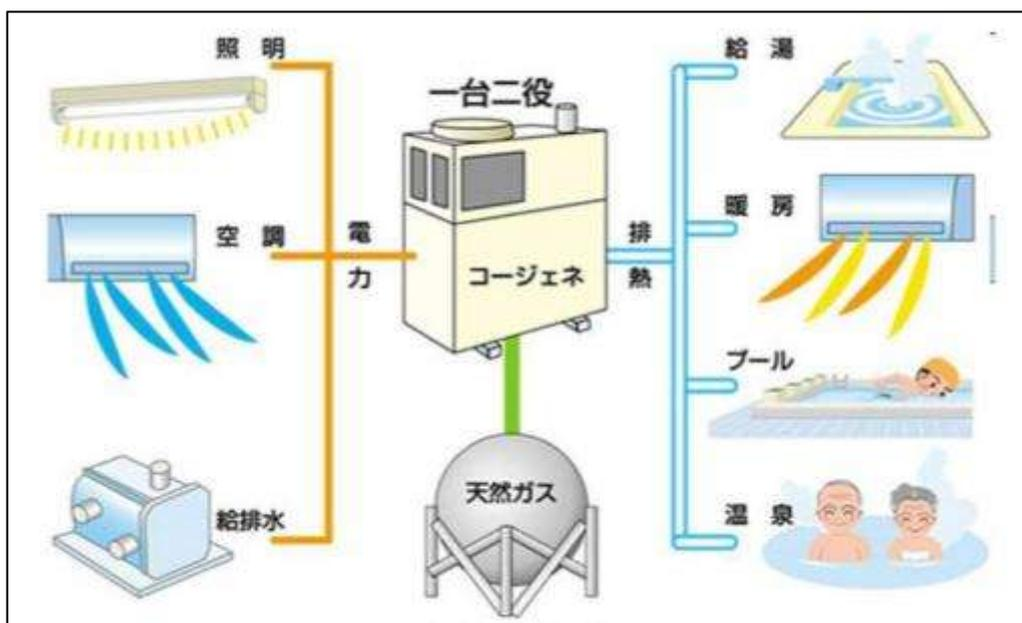 照明
空調
給排水
電力
一台二役
コージェネ
天然ガス
排熱
給湯
暖房
プール
温泉